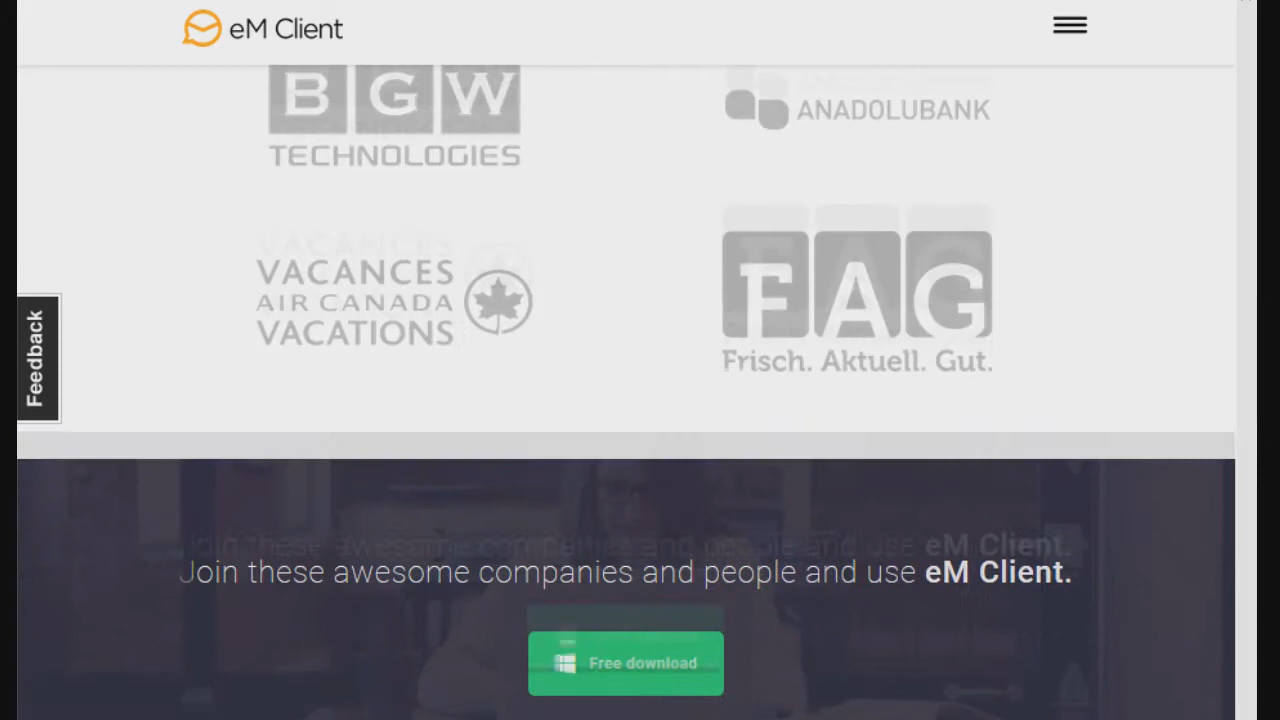 eM Client
BGW
TECHNOLOGIES
ANADOLUBANK
VACANCES
AIR CANADA
VACATIONS
FAG
Frisch. Aktuell. Gut.
Feedback
Join these awesome companies and people and use eM Client.
Free download